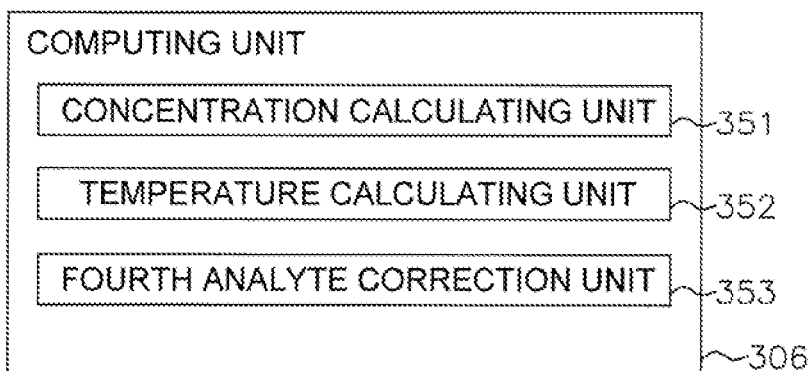 COMPUTING UNIT
CONCENTRATION CALCULATING UNIT 351
TEMPERATURE CALCULATING UNIT 352
FOURTH ANALYTE CORRECTION UNIT 353
306